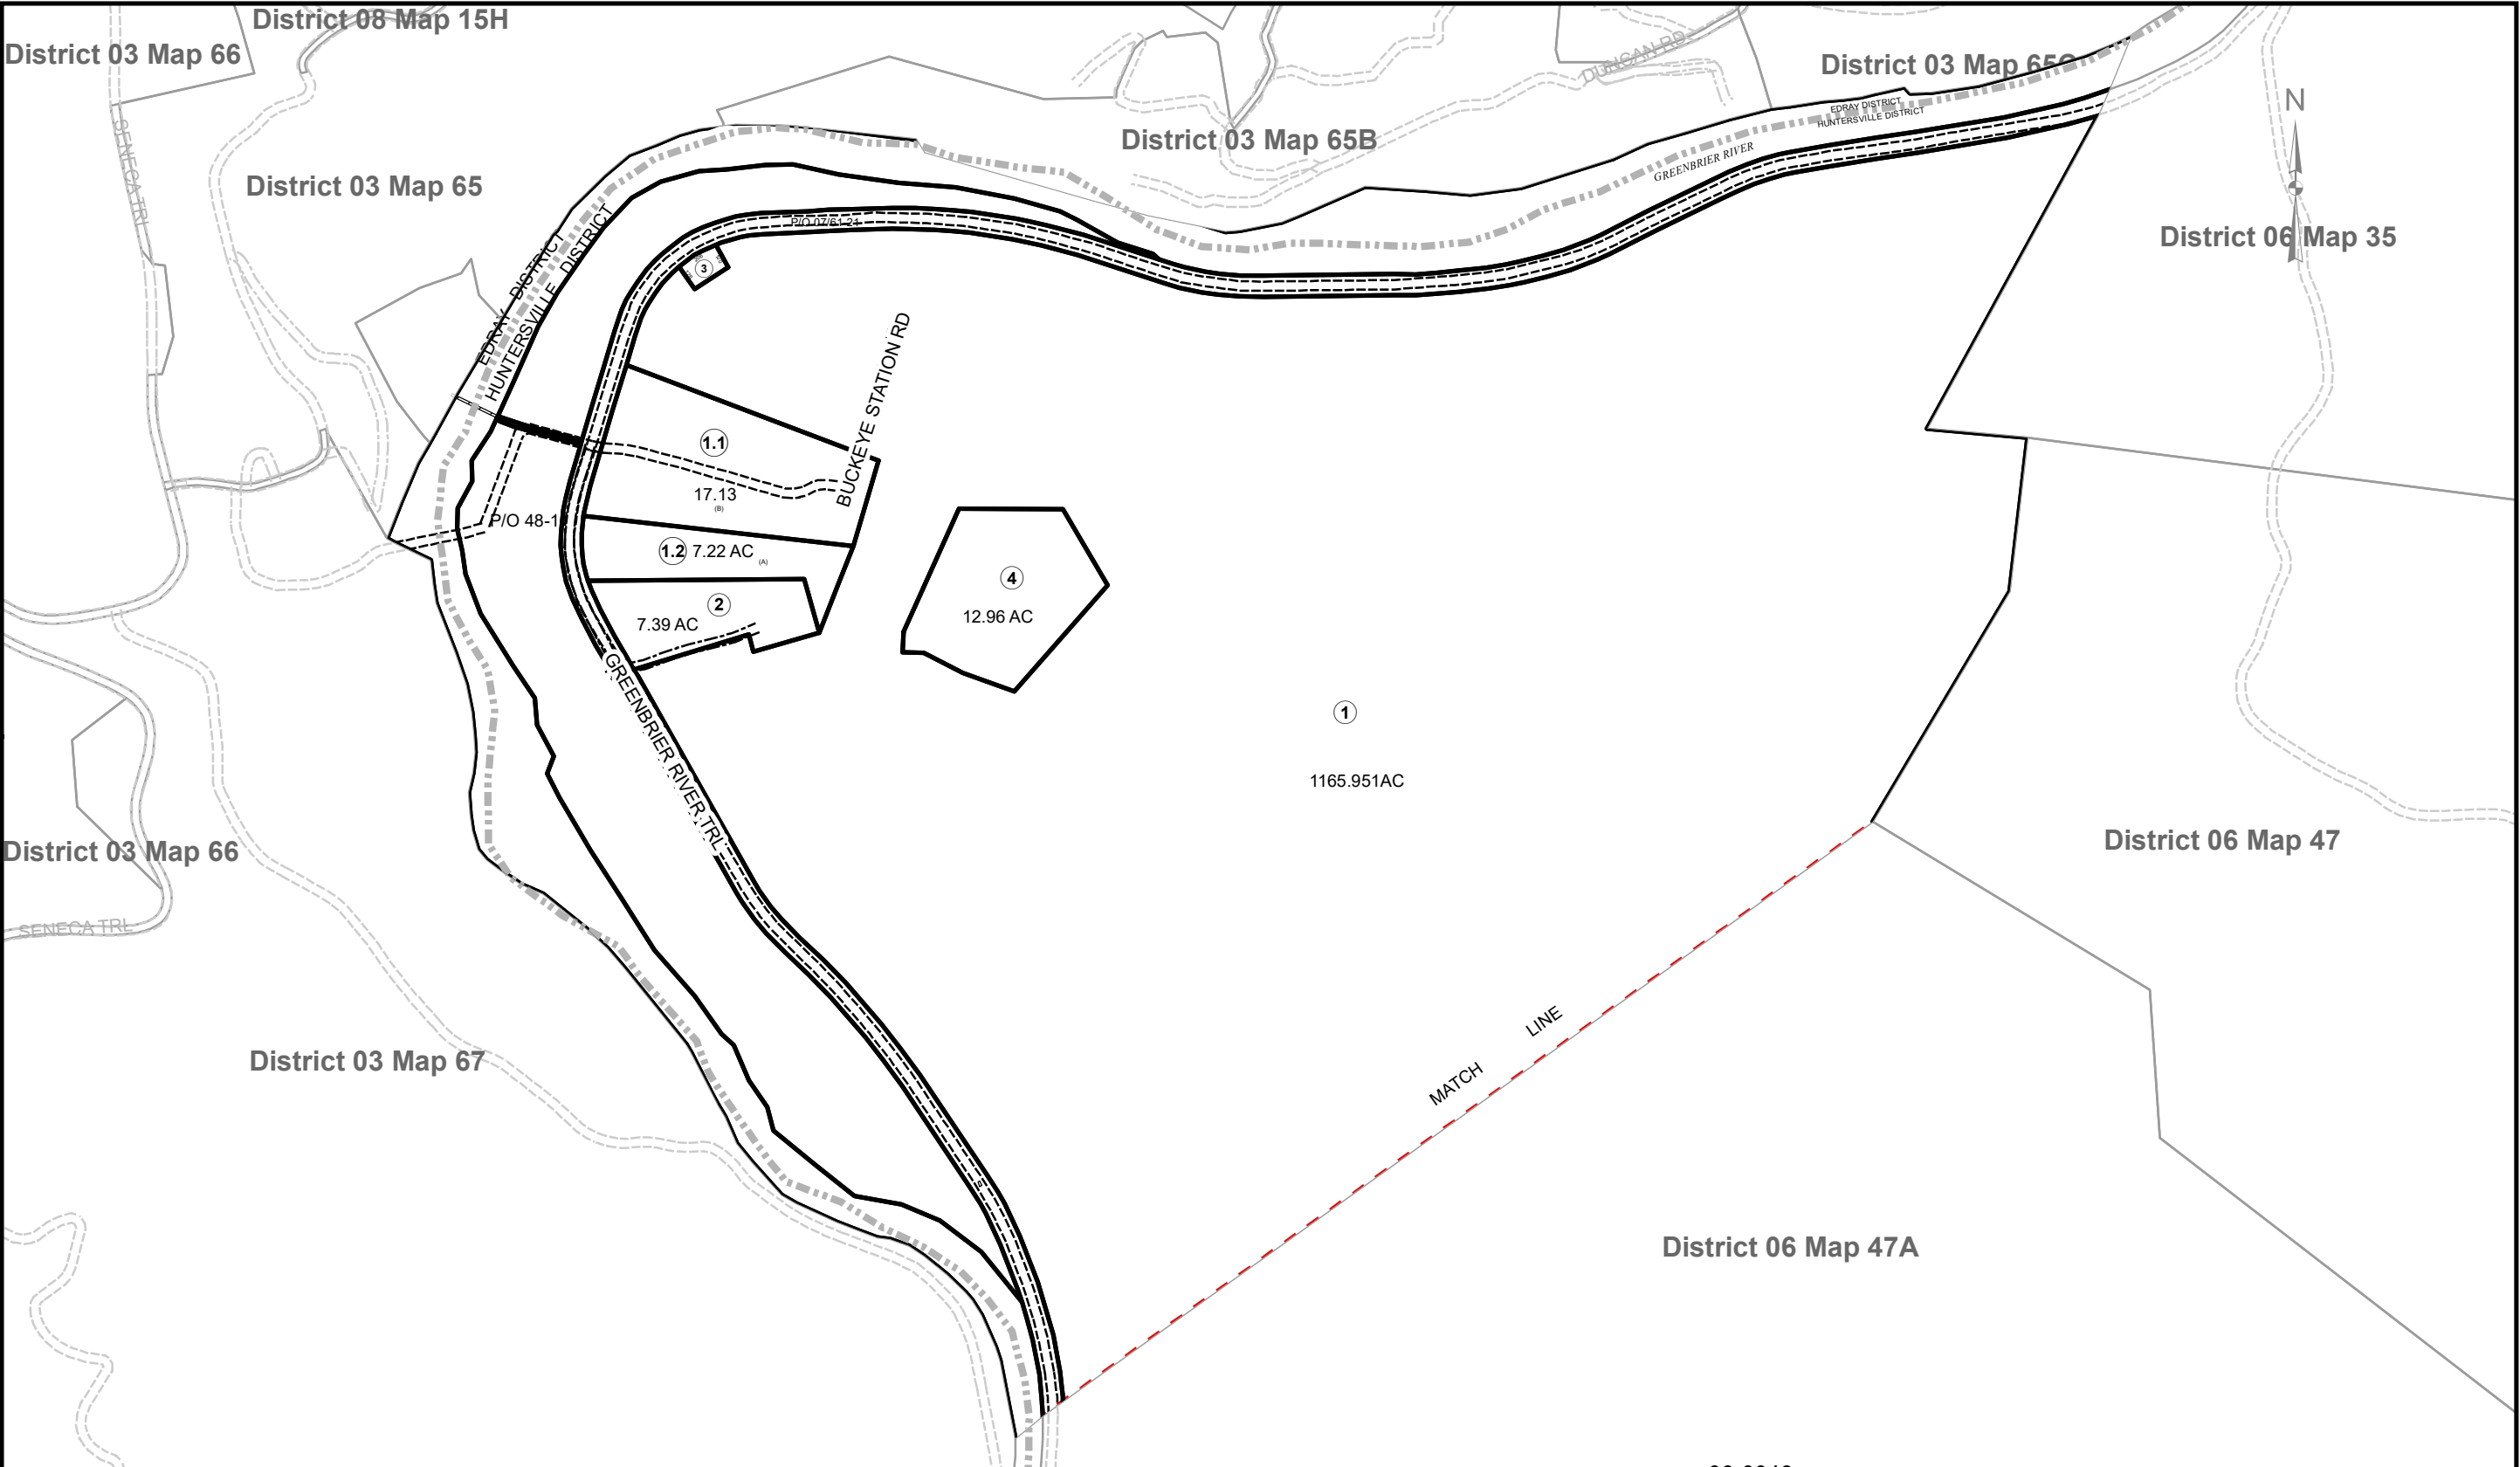 District 08 Map 15H
District 03 Map 66
District 03 Map 65C
DUNCAN RD
N
EDRAY DISTRICT
HUNTERSVILLE DISTRICT
District 03 Map 65B
GREENBRIER RIVER
SENECA TRL
District 03 Map 65
P/O 07/61-21
District 06 Map 35
3
EDRAY DISTRICT
HUNTERSVILLE DISTRICT
BUCKEYE STATION RD
1.1
17.13
(B)
P/O 48-1
1.2 7.22 AC
(A)
4
12.96 AC
2
7.39 AC
GREENBRIER RIVER TRL
1
1165.951AC
District 03 Map 66
District 06 Map 47
SENECA TRL
MATCH LINE
District 03 Map 67
District 06 Map 47A